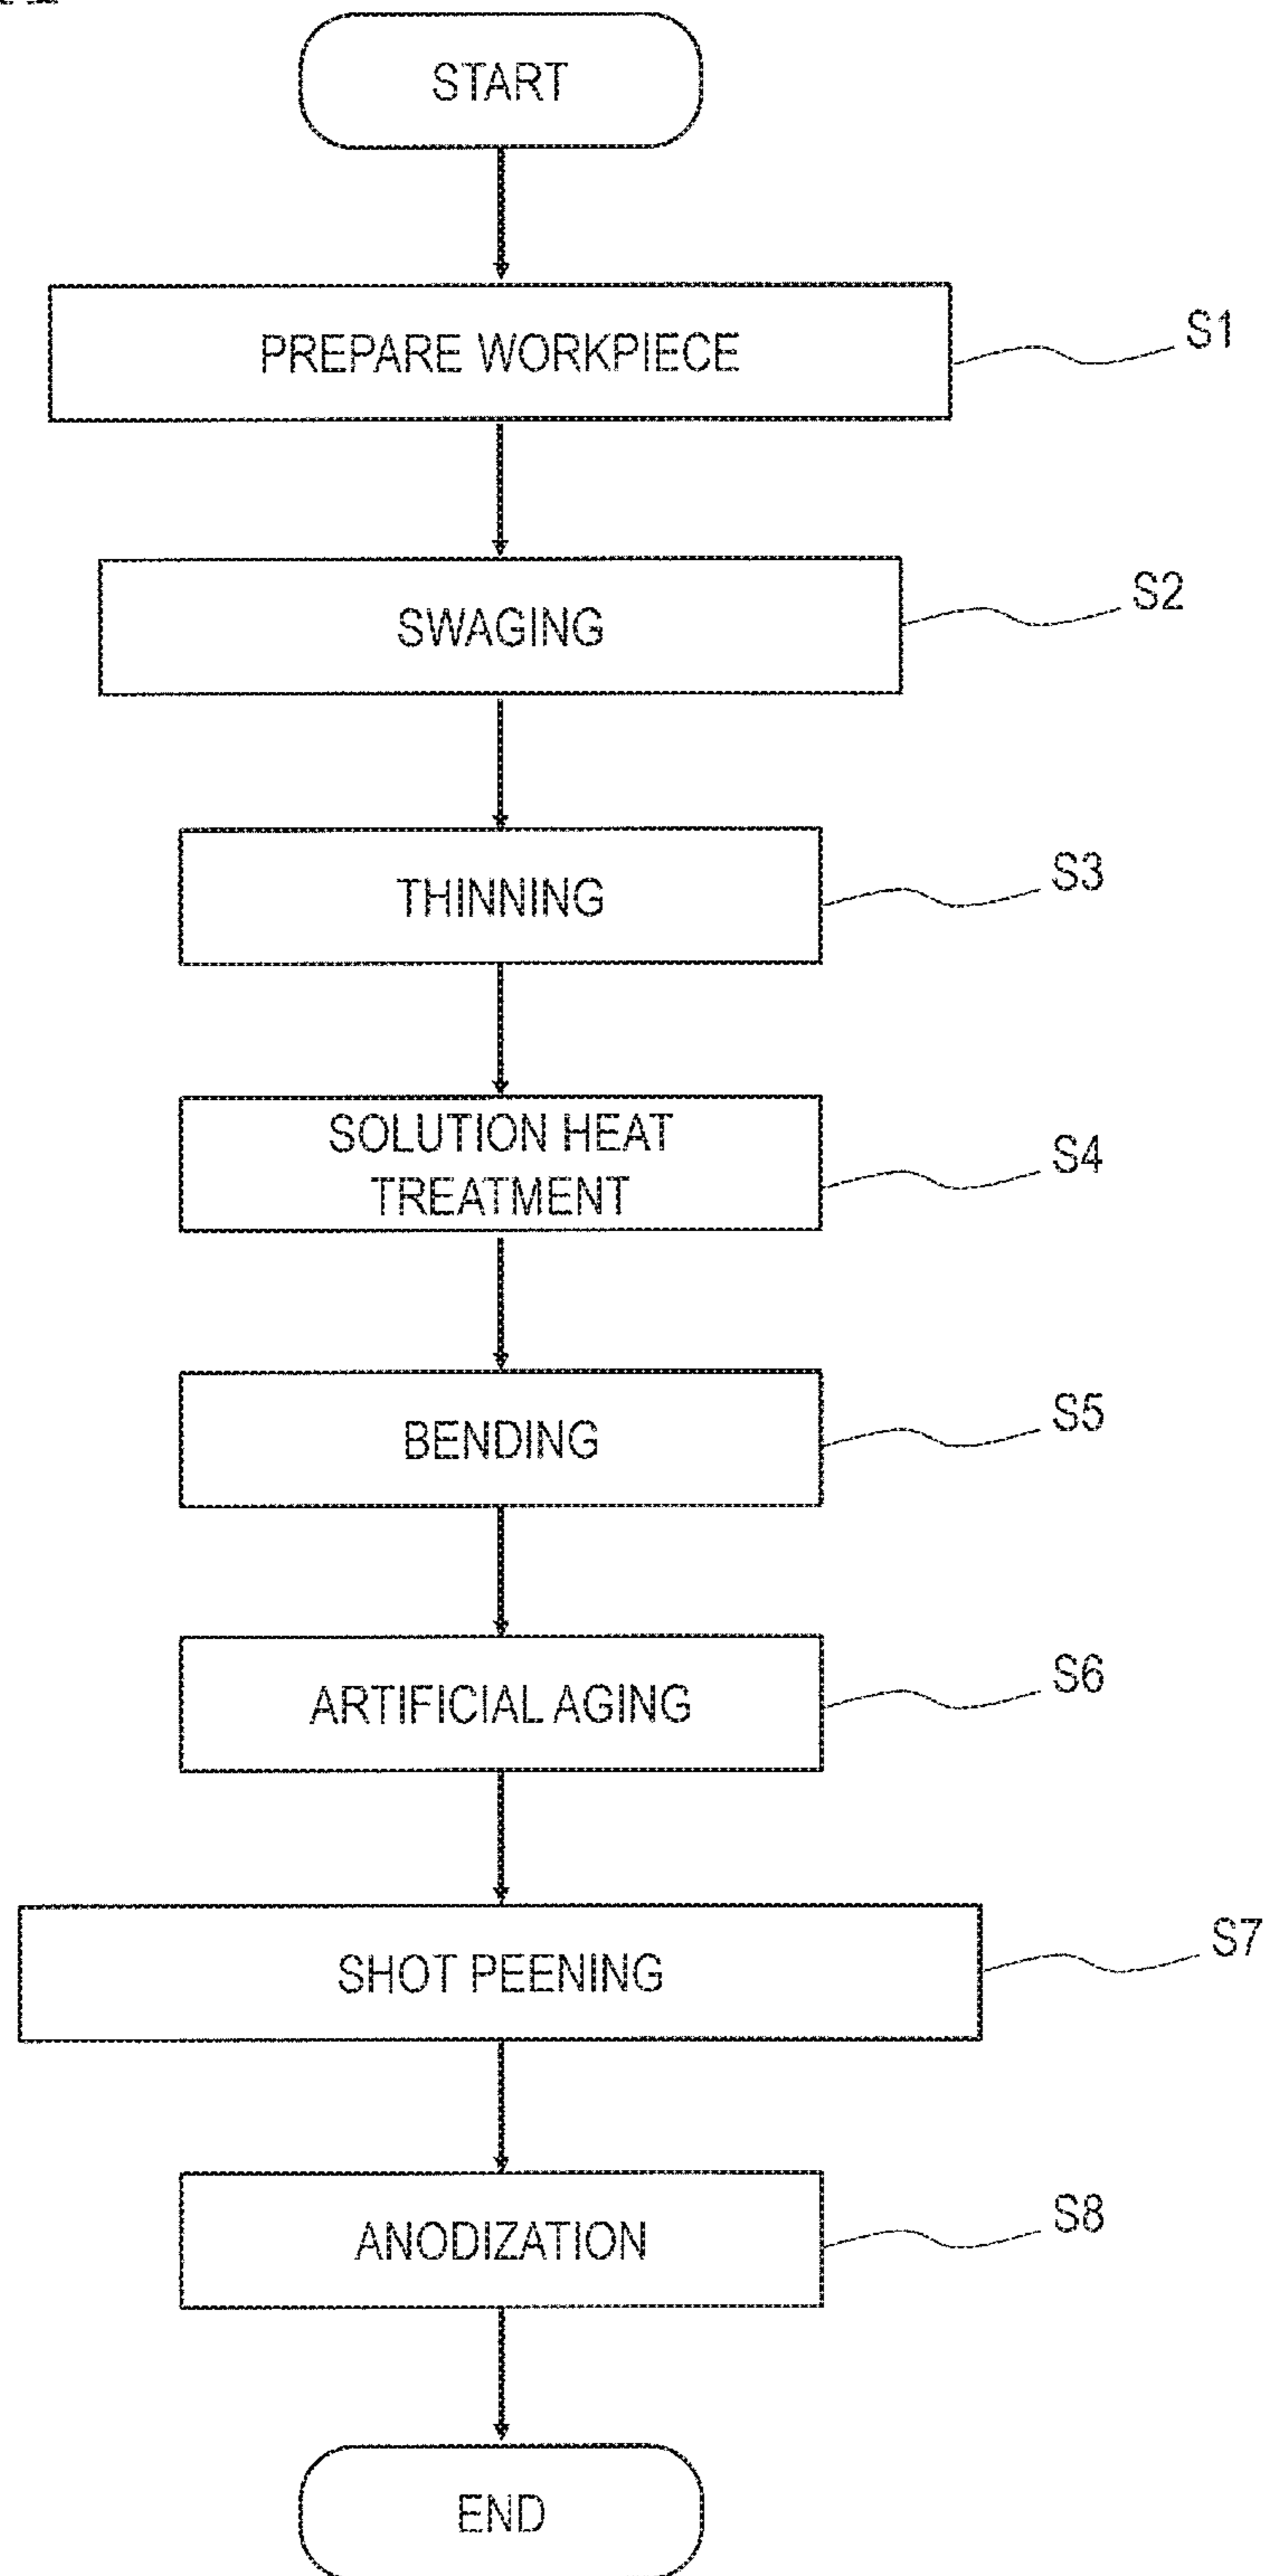 START
PREPARE WORKPIECE
S1
SWAGING
S2
THINNING
S3
SOLUTION HEAT
TREATMENT
S4
BENDING
S5
ARTIFICIAL AGING
S6
SHOT PEENING
S7
ANODIZATION
S8
END